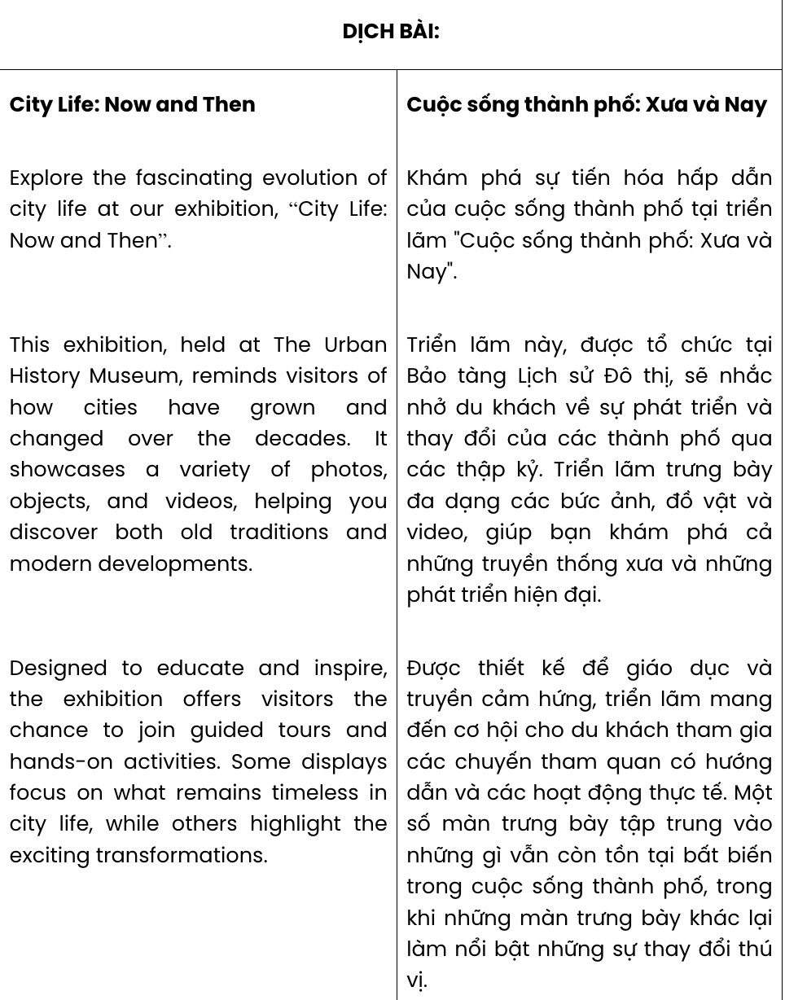 DỊCH BÀI:
City Life: Now and Then
Explore the fascinating evolution of
city life at our exhibition, “City Life:
Now and Then”.
This exhibition, held at The Urban
History Museum, reminds visitors of
how cities have grown and
changed over the decades. It
showcases a variety of photos,
objects, and videos, helping you
discover both old traditions and
modern developments.
Designed to educate and inspire,
the exhibition offers visitors the
chance to join guided tours and
hands-on activities. Some displays
focus on what remains timeless in
city life, while others highlight the
exciting transformations.
Cuộc sống thành phố: Xưa và Nay
Khám phá sự tiến hóa hấp dẫn
của cuộc sống thành phố tại triển
lãm "Cuộc sống thành phố: Xưa và
Nay".
Triển lãm này, được tổ chức tại
Bảo tàng Lịch sử Đô thị, sẽ nhắc
nhở du khách về sự phát triển và
thay đổi của các thành phố qua
các thập kỷ. Triển lãm trưng bày
đa dạng các bức ảnh, đồ vật và
video, giúp bạn khám phá cả
những truyền thống xưa và những
phát triển hiện đại.
Được thiết kế để giáo dục và
truyền cảm hứng, triển lãm mang
đến cơ hội cho du khách tham gia
các chuyến tham quan có hướng
dẫn và các hoạt động thực tế. Một
số màn trưng bày tập trung vào
những gì vẫn còn tồn tại bất biến
trong cuộc sống thành phố, trong
khi những màn trưng bày khác lại
làm nổi bật những sự thay đổi thú
vị.